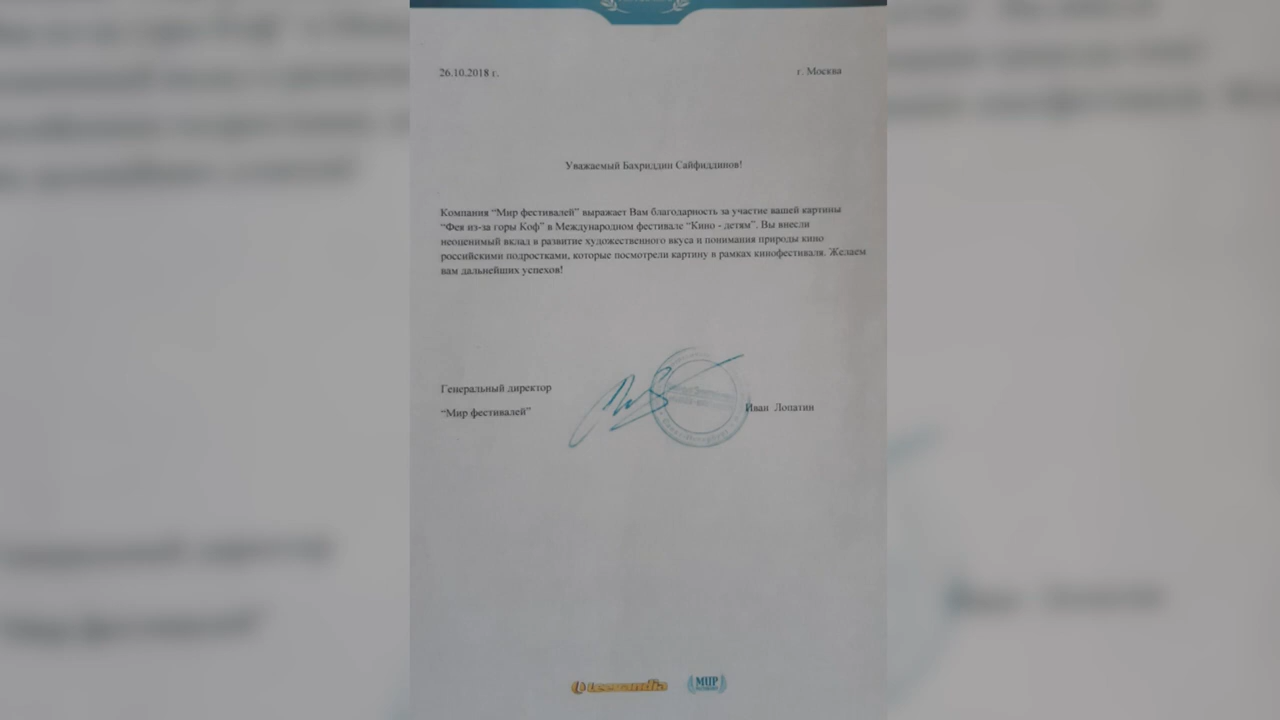 26.10.2018 г. г. Москва
Уважаемый Бахриддин Сайфиддинов!
Компания “Мир фестивалей” выражает Вам благодарность за участие вашей картины
“Фея из-за горы Коф” в Международном фестивале “Кино - детям”. Вы внесли
неоценимый вклад в развитие художественного вкуса и понимания природы кино
российскими подростками, которые посмотрели картину в рамках кинофестиваля. Желаем
вам дальнейших успехов!
Генеральный директор
“Мир фестивалей” Иван Лопатин
МИР